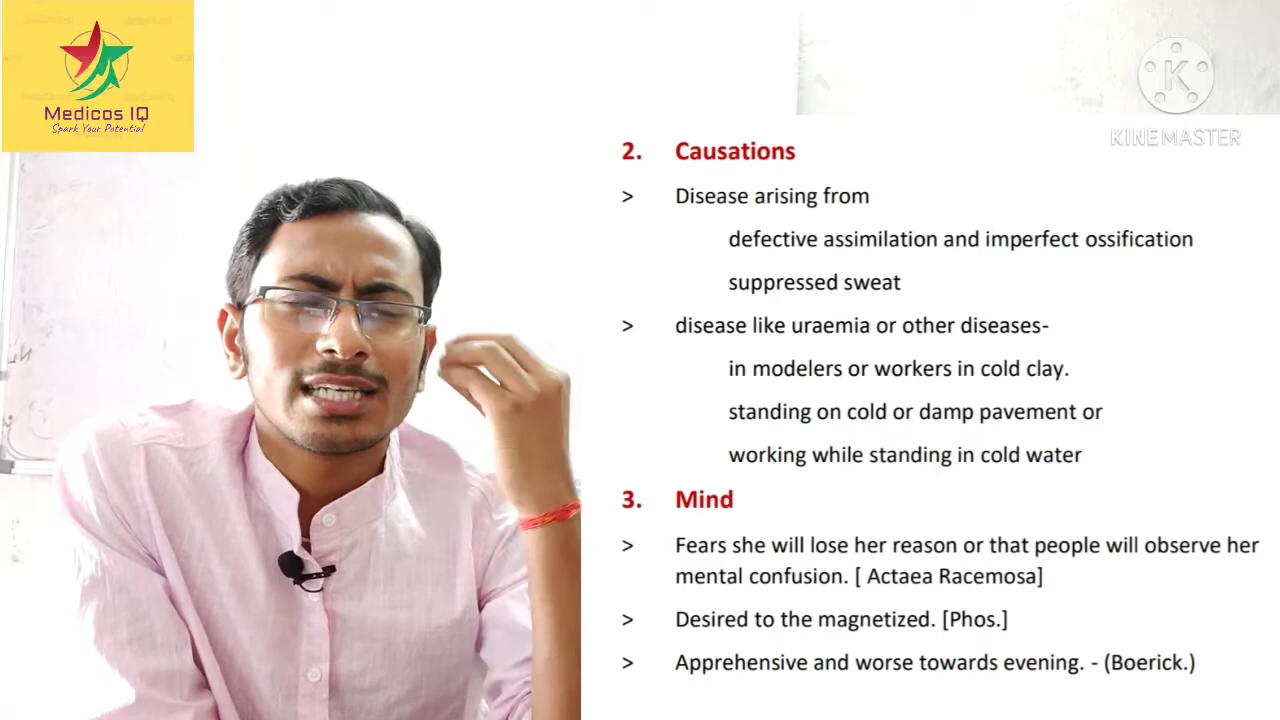 Medicos IQ
Spark Your Potential
K
KINEMASTER
2. Causations
> Disease arising from
defective assimilation and imperfect ossification
suppressed sweat
> disease like uraemia or other diseases-
in modelers or workers in cold clay.
standing on cold or damp pavement or
working while standing in cold water
3. Mind
> Fears she will lose her reason or that people will observe her
mental confusion. [ Actaea Racemosa]
> Desired to the magnetized. [Phos.]
> Apprehensive and worse towards evening. - (Boerick.)